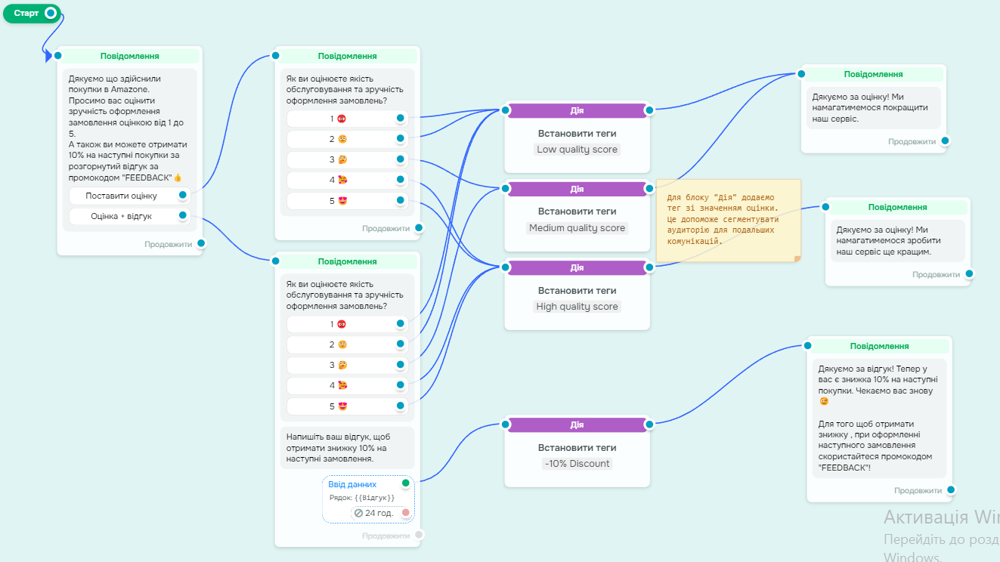 Старт
Повідомлення
Дякуємо що здійснили
покупки в Amazone.
Просимо вас оцінити
зручність оформлення
замовлення оцінкою від 1 до
5.
А також ви можете отримати
10% на наступні покупки за
розгорнутий відгук за
промокодом "FEEDBACK"👍
Поставити оцінку
Оцінка + відгук
Продовжити
Повідомлення
Як ви оцінюєте якість
обслуговування та зручність
оформлення замовлень?
1
2
3
4
5
Продовжити
Повідомлення
Як ви оцінюєте якість
обслуговування та зручність
оформлення замовлень?
1
2
3
4
5
Напишіть ваш відгук, щоб
отримати знижку 10% на
наступні замовлення.
Ввід данних
Рядок: {{Відгук}}
24 год.
Продовжити
Дія
Встановити теги
Low quality score
Дія
Встановити теги
Medium quality score
Дія
Встановити теги
High quality score
Дія
Встановити теги
-10% Discount
Для блоку "Дія" додаємо
тег зі значенням оцінки.
Це допоможе сегментувати
аудиторію для подальших
комунікацій.
Повідомлення
Дякуємо за оцінку! Ми
намагатимемося покращити
наш сервіс.
Продовжити
Повідомлення
Дякуємо за оцінку! Ми
намагатимемося зробити
наш сервіс ще кращим.
Продовжити
Повідомлення
Дякуємо за відгук! Тепер у
вас є знижка 10% на наступні
покупки. Чекаємо вас знову
Для того щоб отримати
знижку , при оформленні
наступного замовлення
скористайтеся промокодом
"FEEDBACK"!
Продовжити
Активація Wi
Перейдіть до розд
Windows.